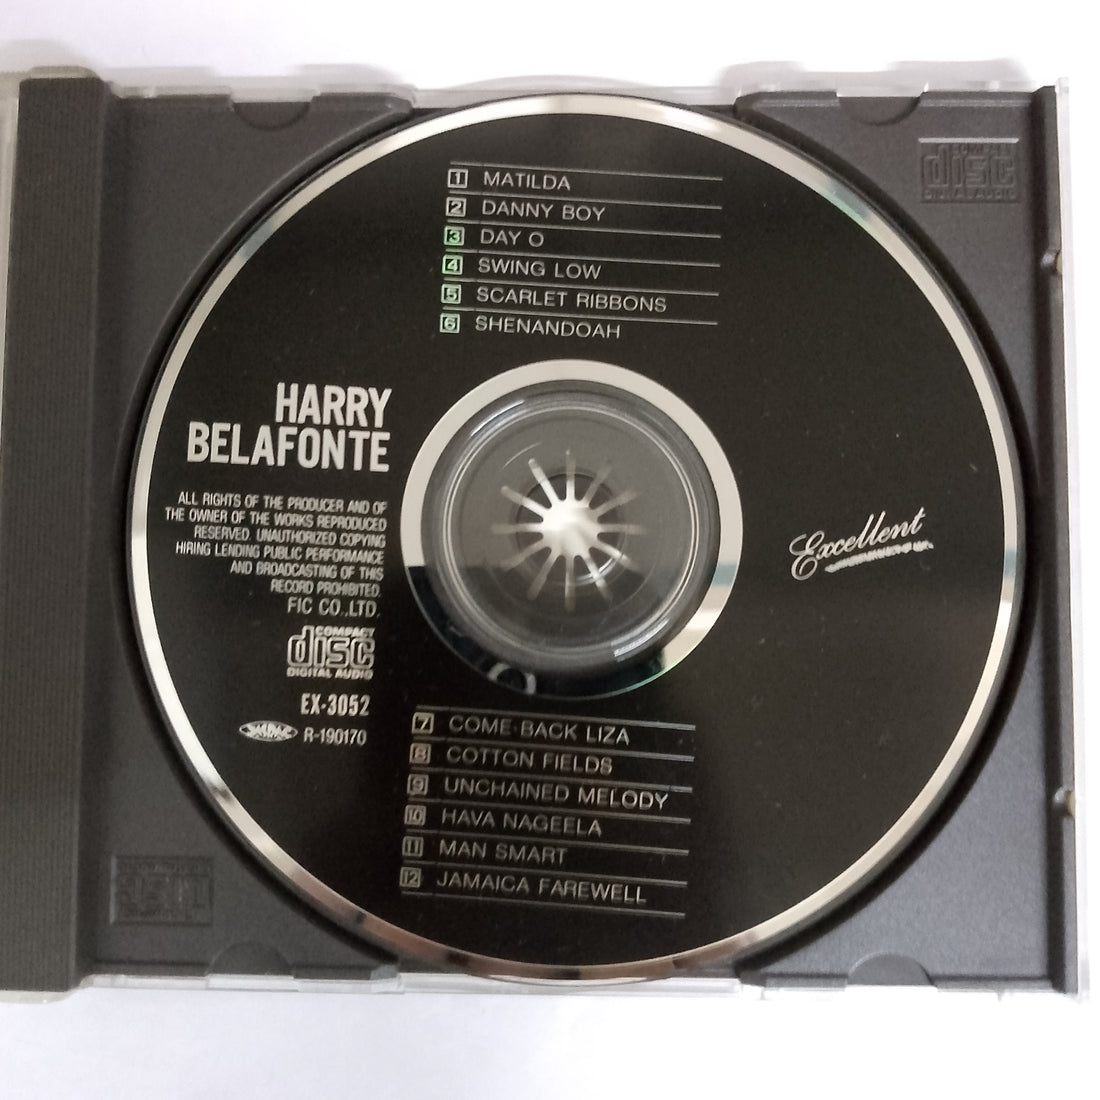 1 MATILDA
2 DANNY BOY
3 DAY O
4 SWING LOW
5 SCARLET RIBBONS
6 SHENANDOAH
HARRY
BELAFONTE
ALL RIGHTS OF THE PRODUCER AND OF
THE OWNER OF THE WORKS REPRODUCED
RESERVED. UNAUTHORIZED COPYING
HIRING LENDING PUBLIC PERFORMANCE
AND BROADCASTING OF THIS
RECORD PROHIBITED.
FIC CO.,LTD.
COMPACT
disc
DIGITAL AUDIO
EX-3052
R-190170
Excellent
7 COME BACK LIZA
8 COTTON FIELDS
9 UNCHAINED MELODY
10 HAVA NAGEELA
11 MAN SMART
12 JAMAICA FAREWELL
COMPACT
disc
DIGITAL AUDIO